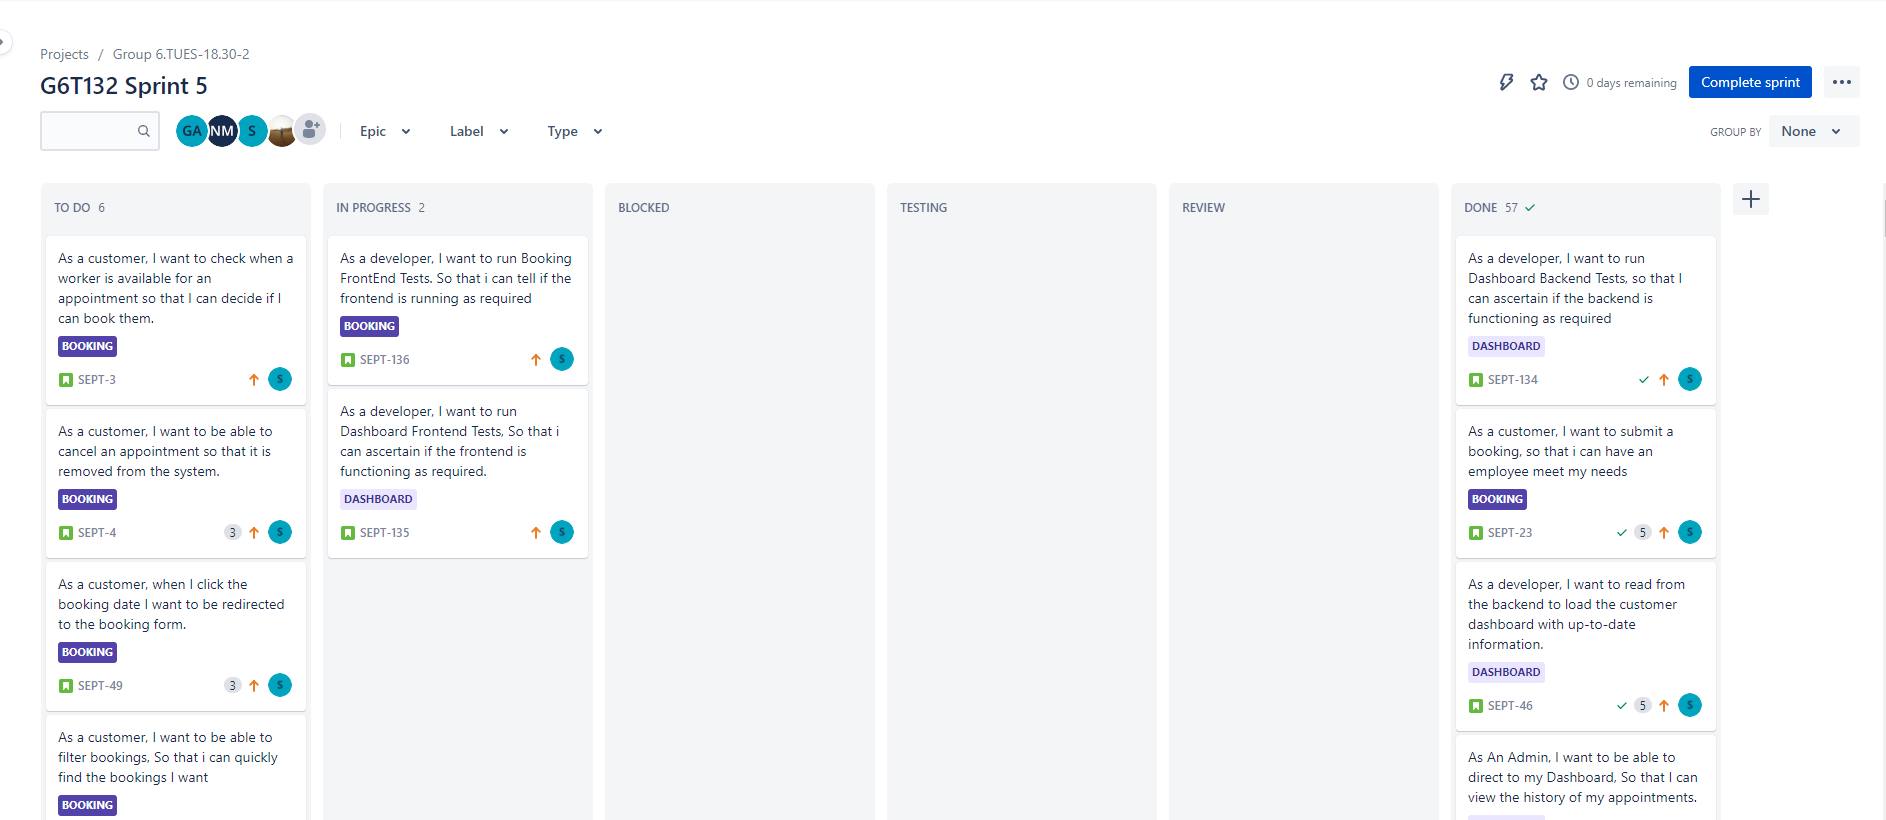 Projects / Group 6.TUES-18.30-2
G6T132 Sprint 5
0 days remaining
Complete sprint
GA
NM
S
Epic
Label
Type
GROUP BY
None
TO DO 6
As a customer, I want to check when a
worker is available for an
appointment so that I can decide if I
can book them.
BOOKING
SEPT-3
S
As a customer, I want to be able to
cancel an appointment so that it is
removed from the system.
BOOKING
SEPT-4
3
S
As a customer, when I click the
booking date I want to be redirected
to the booking form.
BOOKING
SEPT-49
3
S
As a customer, I want to be able to
filter bookings, So that i can quickly
find the bookings I want
BOOKING
IN PROGRESS 2
As a developer, I want to run Booking
FrontEnd Tests. So that i can tell if the
frontend is running as required
BOOKING
SEPT-136
S
As a developer, I want to run
Dashboard Frontend Tests, So that i
can ascertain if the frontend is
functioning as required.
DASHBOARD
SEPT-135
S
BLOCKED
TESTING
REVIEW
DONE 57
As a developer, I want to run
Dashboard Backend Tests, so that I
can ascertain if the backend is
functioning as required
DASHBOARD
SEPT-134
S
As a customer, I want to submit a
booking, so that i can have an
employee meet my needs
BOOKING
SEPT-23
5
S
As a developer, I want to read from
the backend to load the customer
dashboard with up-to-date
information.
DASHBOARD
SEPT-46
5
S
As An Admin, I want to be able to
direct to my Dashboard, So that I can
view the history of my appointments.